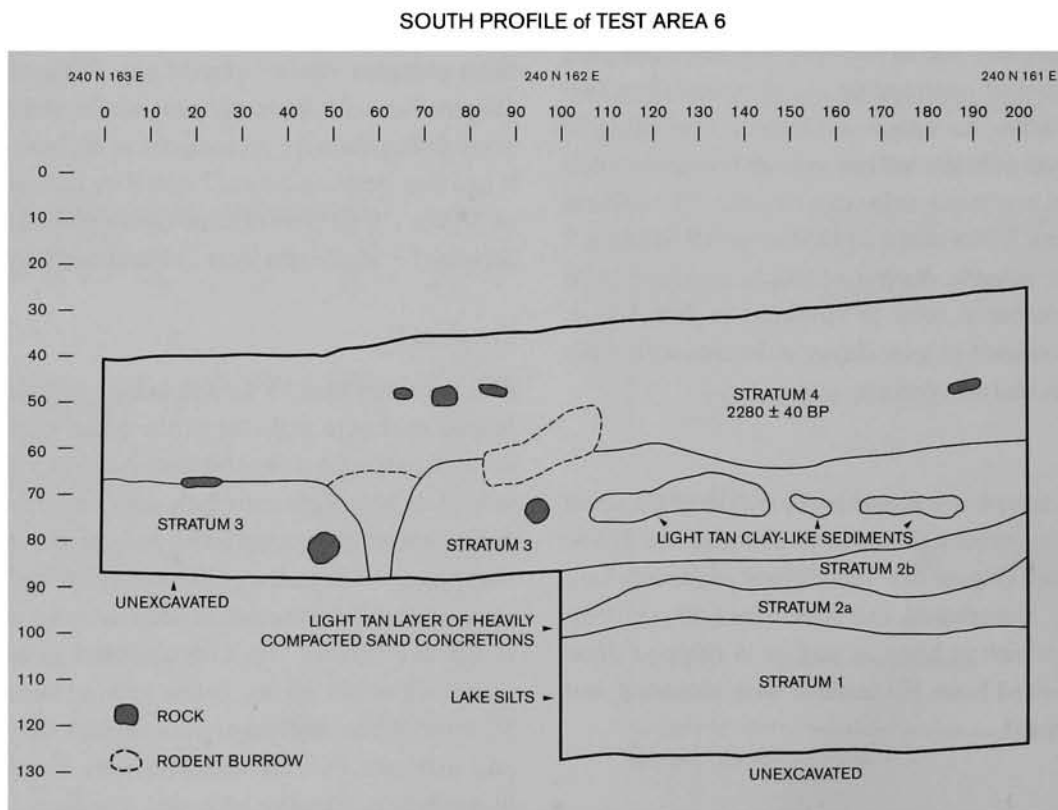 SOUTH PROFILE of TEST AREA 6
240 N 163 E
240 N 162 E
240 N 161 E
0 10 20 30 40 50 60 70 80 90 100 110 120 130 140 150 160 170 180 190 200
0
10
20
30
40
50
60
70
80
90
100
110
120
130
STRATUM 4
2280 ± 40 BP
STRATUM 3
STRATUM 3
LIGHT TAN CLAY-LIKE SEDIMENTS
STRATUM 2b
UNEXCAVATED
STRATUM 2a
LIGHT TAN LAYER OF HEAVILY
COMPACTED SAND CONCRETIONS
STRATUM 1
LAKE SILTS
ROCK
RODENT BURROW
UNEXCAVATED